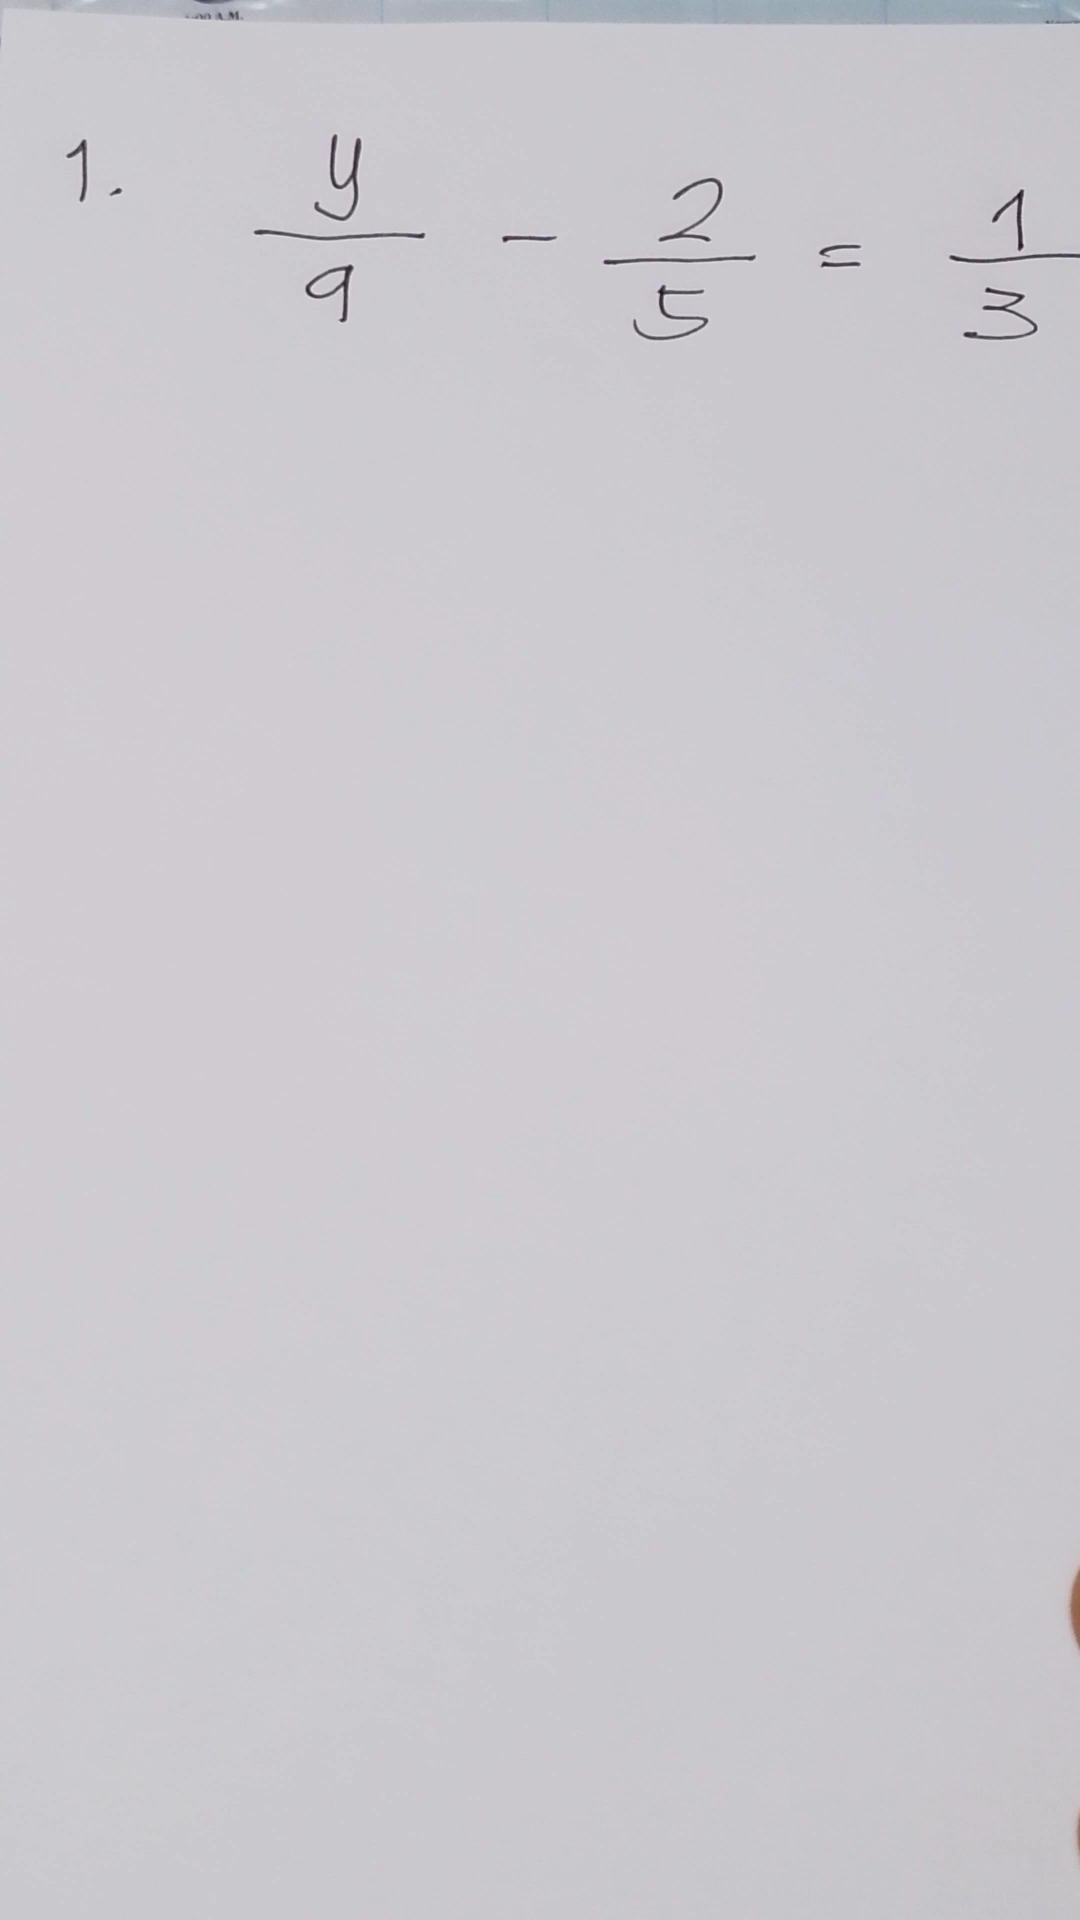 1. y/9 - 2/5 = 1/3